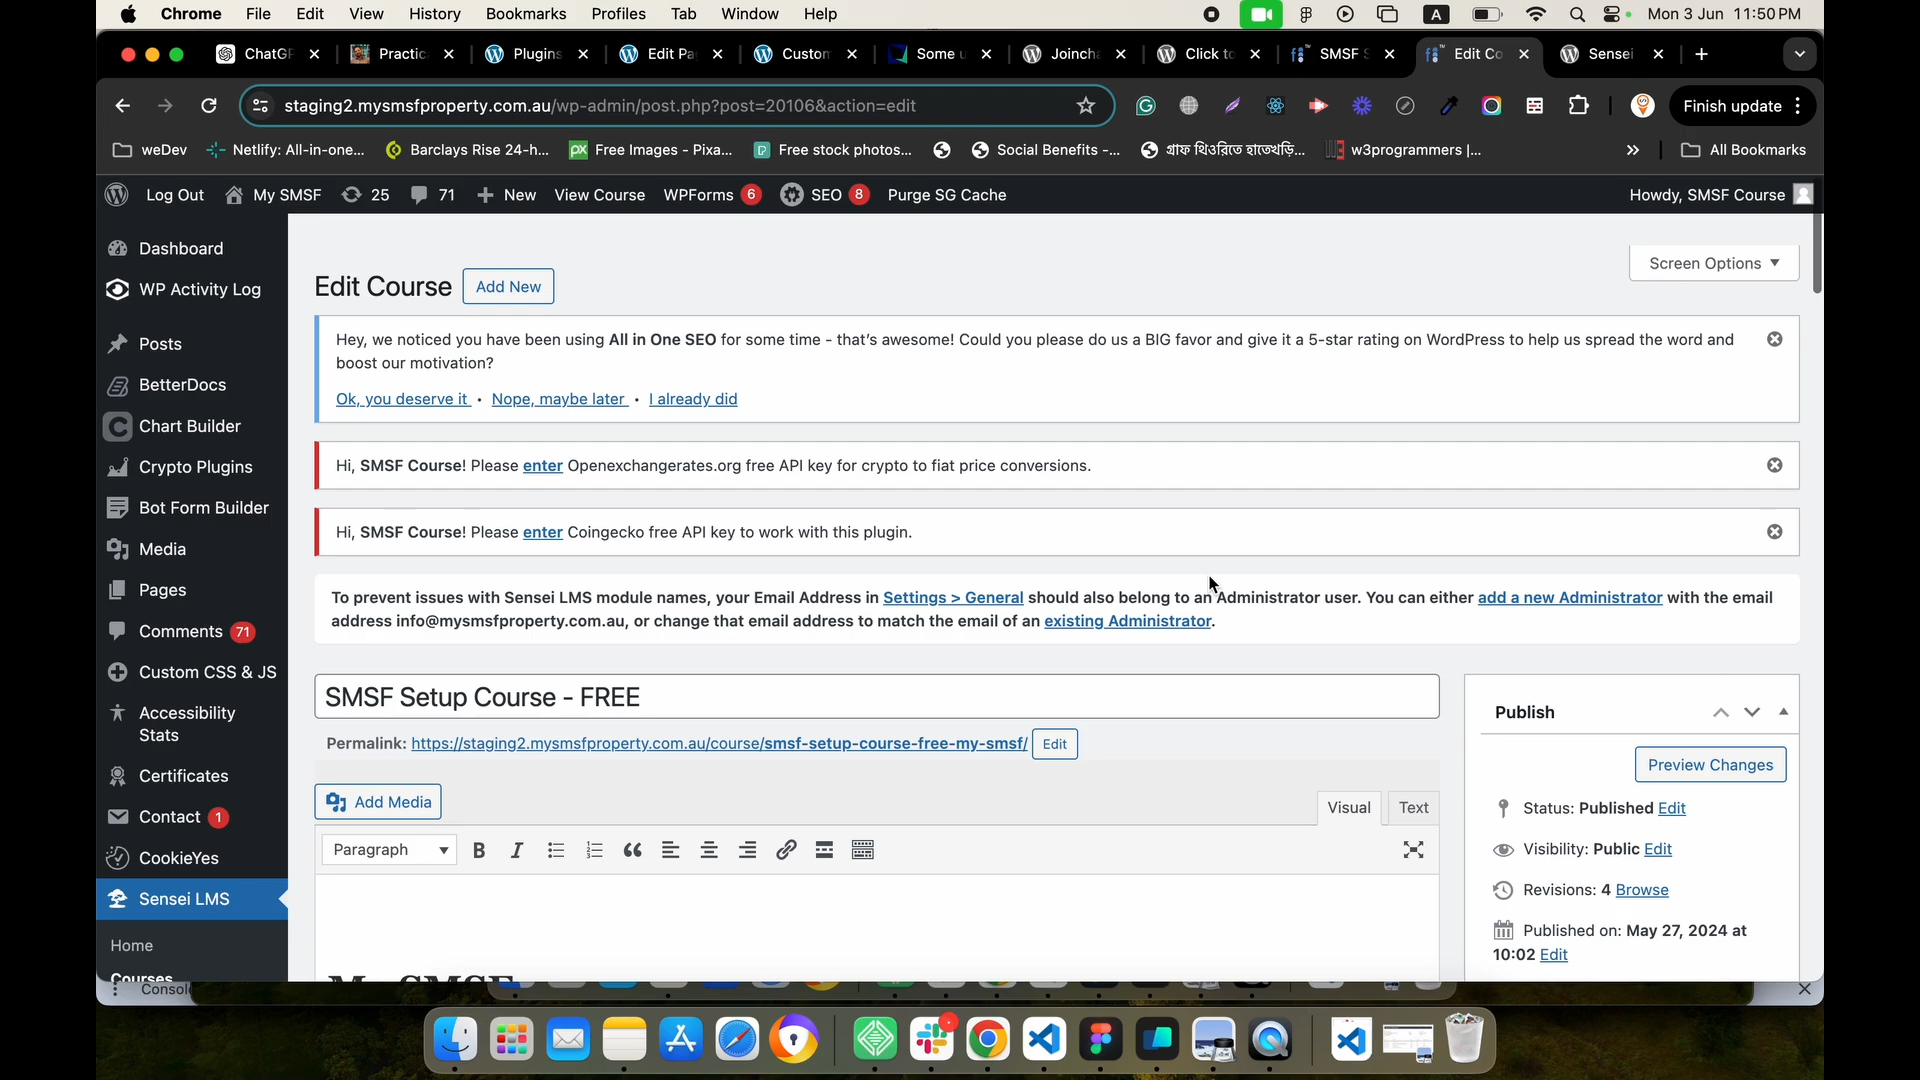 Chrome File Edit View History Bookmarks Profiles Tab Window Help A Mon 3 Jun 11:50 PM
ChatGP Practic Plugins Edit Pa Custom Some u Joincha Click to SMSF S Edit Co Sensei
staging2.mysmsfproperty.com.au/wp-admin/post.php?post=20106&action=edit Finish update
weDev Netlify: All-in-one... Barclays Rise 24-h... Free Images - Pixa... Free stock photos... Social Benefits -... গ্রাফ থিওরিতে হাতেখড়ি... w3programmers |... » All Bookmarks
Log Out My SMSF 25 71 New View Course WPForms 6 SEO 8 Purge SG Cache Howdy, SMSF Course
Dashboard
WP Activity Log
Posts
BetterDocs
Chart Builder
Crypto Plugins
Bot Form Builder
Media
Pages
Comments 71
Custom CSS & JS
Accessibility
Stats
Certificates
Contact 1
CookieYes
Sensei LMS
Home
Courses
Console
Screen Options
Edit Course Add New
Hey, we noticed you have been using All in One SEO for some time - that's awesome! Could you please do us a BIG favor and give it a 5-star rating on WordPress to help us spread the word and
boost our motivation?
Ok, you deserve it • Nope, maybe later • I already did
Hi, SMSF Course! Please enter Openexchangerates.org free API key for crypto to fiat price conversions.
Hi, SMSF Course! Please enter Coingecko free API key to work with this plugin.
To prevent issues with Sensei LMS module names, your Email Address in Settings > General should also belong to an Administrator user. You can either add a new Administrator with the email
address info@mysmsfproperty.com.au, or change that email address to match the email of an existing Administrator.
SMSF Setup Course - FREE
Permalink: https://staging2.mysmsfproperty.com.au/course/smsf-setup-course-free-my-smsf/ Edit
Add Media Visual Text
Paragraph B I
My SMSF
Publish
Preview Changes
Status: Published Edit
Visibility: Public Edit
Revisions: 4 Browse
Published on: May 27, 2024 at
10:02 Edit